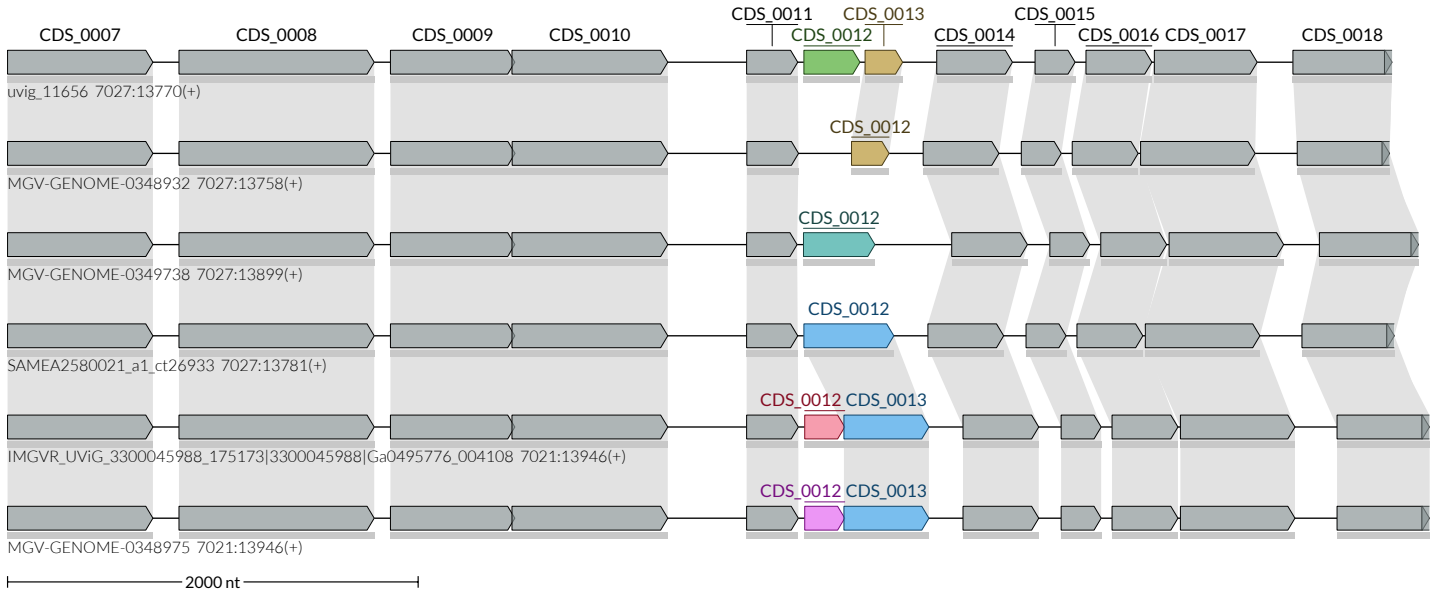 CDS_0011 CDS_0013 CDS_0015
CDS_0007 CDS_0008 CDS_0009 CDS_0010 CDS_0012 CDS_0014 CDS_0016 CDS_0017 CDS_0018
uvig_11656 7027:13770(+)
CDS_0012
MGV-GENOME-0348932 7027:13758(+)
CDS_0012
MGV-GENOME-0349738 7027:13899(+)
CDS_0012
SAMEA2580021_a1_ct26933 7027:13781(+)
CDS_0012 CDS_0013
IMGVR_UViG_3300045988_175173|3300045988|Ga0495776_004108 7021:13946(+)
CDS_0012 CDS_0013
MGV-GENOME-0348975 7021:13946(+)
2000 nt